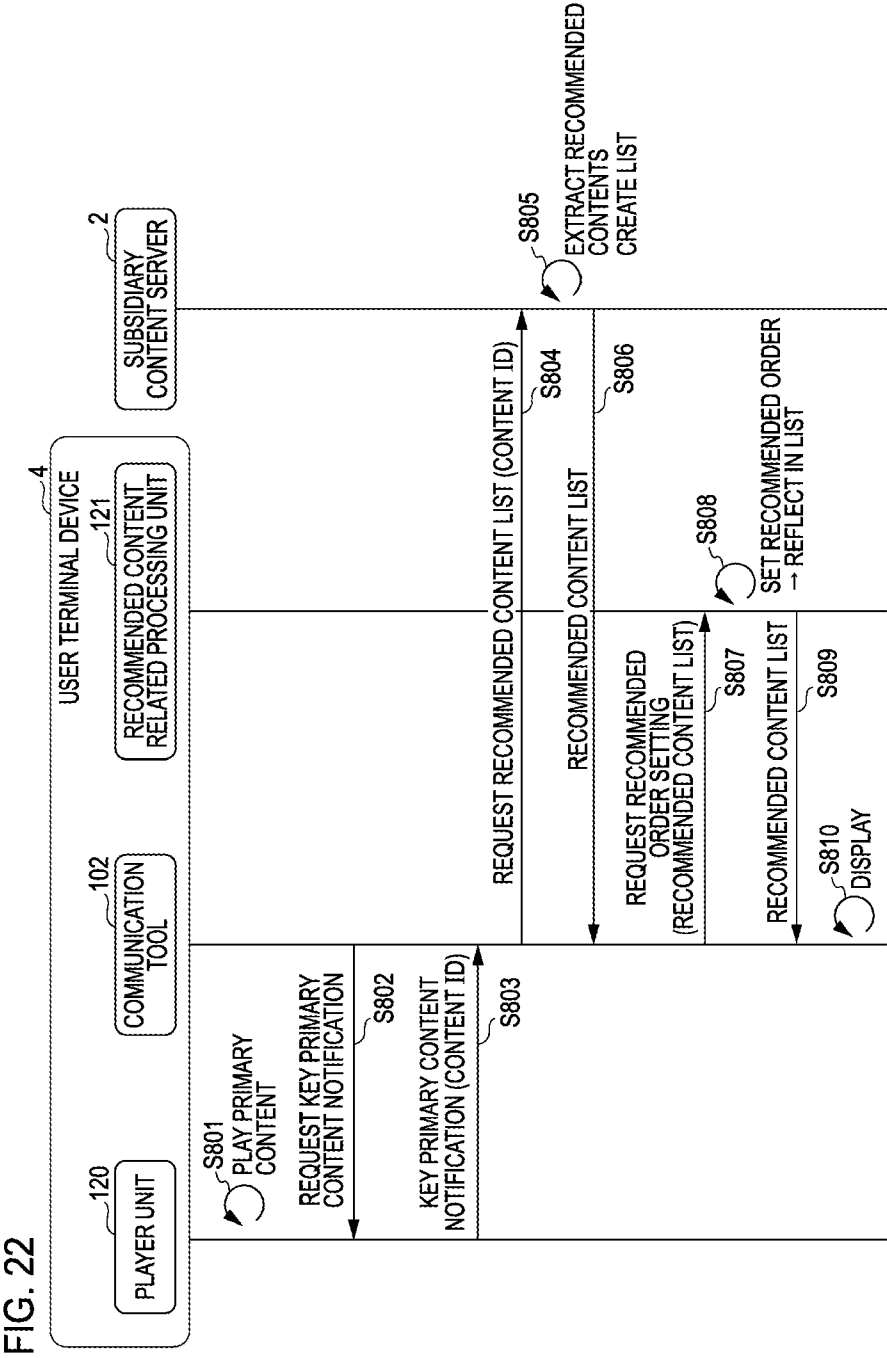 FIG. 22
4
USER TERMINAL DEVICE
120
PLAYER UNIT
102
COMMUNICATION
TOOL
121
RECOMMENDED CONTENT
RELATED PROCESSING UNIT
2
SUBSIDIARY
CONTENT SERVER
S801
PLAY PRIMARY
CONTENT
REQUEST KEY PRIMARY
CONTENT NOTIFICATION
S802
KEY PRIMARY CONTENT
NOTIFICATION (CONTENT ID)
S803
REQUEST RECOMMENDED CONTENT LIST (CONTENT ID)
S804
S805
EXTRACT RECOMMENDED
CONTENTS
CREATE LIST
RECOMMENDED CONTENT LIST
S806
REQUEST RECOMMENDED
ORDER SETTING
(RECOMMENDED CONTENT LIST)
S807
S808
SET RECOMMENDED ORDER
→ REFLECT IN LIST
RECOMMENDED CONTENT LIST
S809
S810
DISPLAY